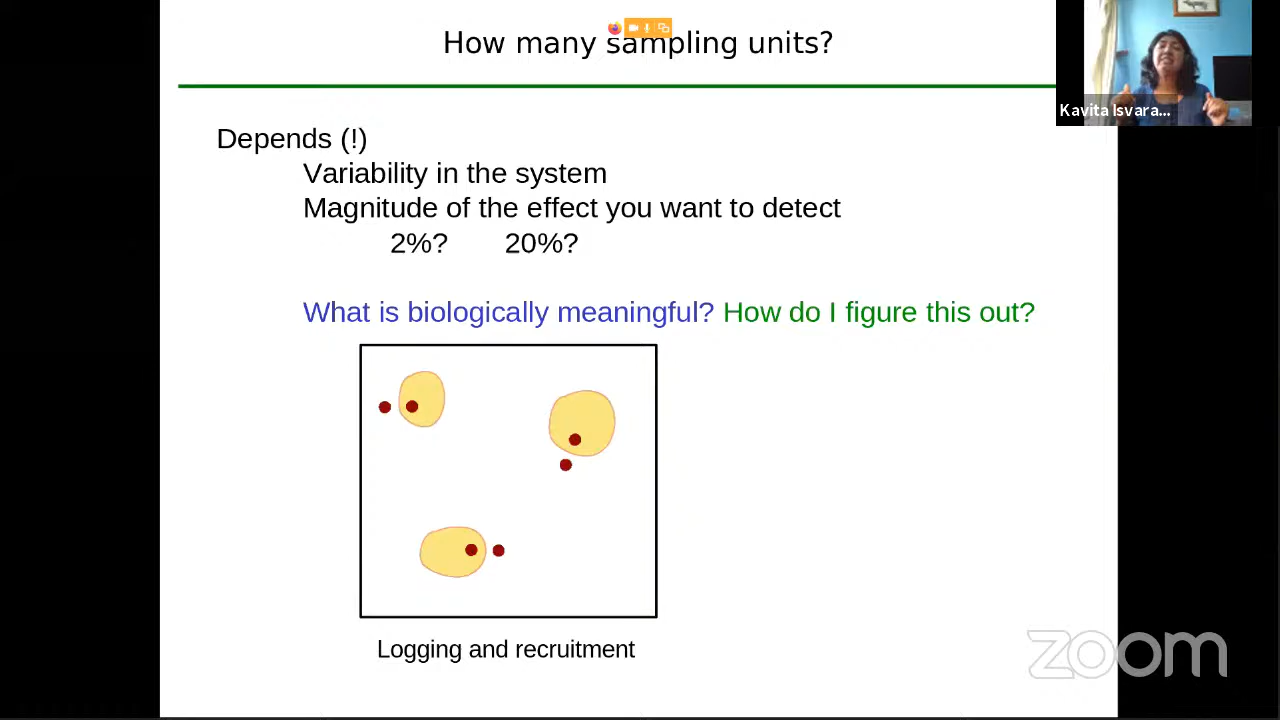 How many sampling units?
Kavita Isvara...
Depends (!)
Variability in the system
Magnitude of the effect you want to detect
2%? 20%?
What is biologically meaningful? How do I figure this out?
Logging and recruitment
zoom